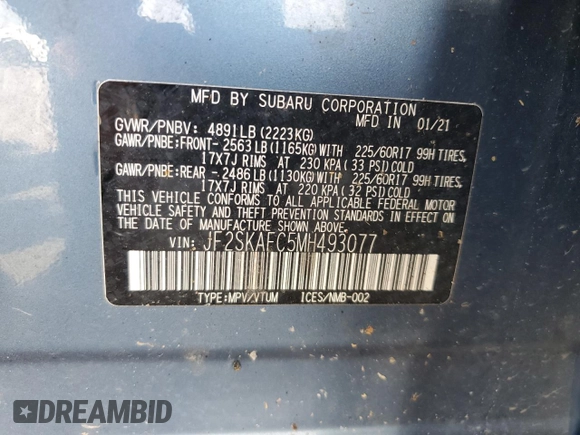 MFD BY SUBARU CORPORATION
MFD IN 01/21
GVWR/PNBV: 4891LB(2223KG)
GAWR/PNBE:FRONT-2563LB(1165KG)WITH 225/60R17 99H TIRES,
17X7J RIMS AT 230 KPA(33 PSI)COLD
GAWR/PNBE:REAR -2486LB(1130KG)WITH 225/60R17 99H TIRES,
17X7J RIMS AT 220 KPA(32 PSI)COLD
THIS VEHICLE CONFORMS TO ALL APPLICABLE FEDERAL MOTOR
VEHICLE SAFETY AND THEFT PREVENTION STANDARDS IN EFFECT ON
THE DATE OF MANUFACTURE SHOWN ABOVE.
VIN: JF2SKAFC5MH493077
TYPE:MPV/VTUM ICES/NMB-002
DREAMBID